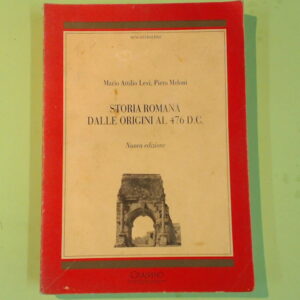 Mario Attilio Levi, Piero Meloni
STORIA ROMANA
DALLE ORIGINI AL 476 D.C.
Nuova edizione